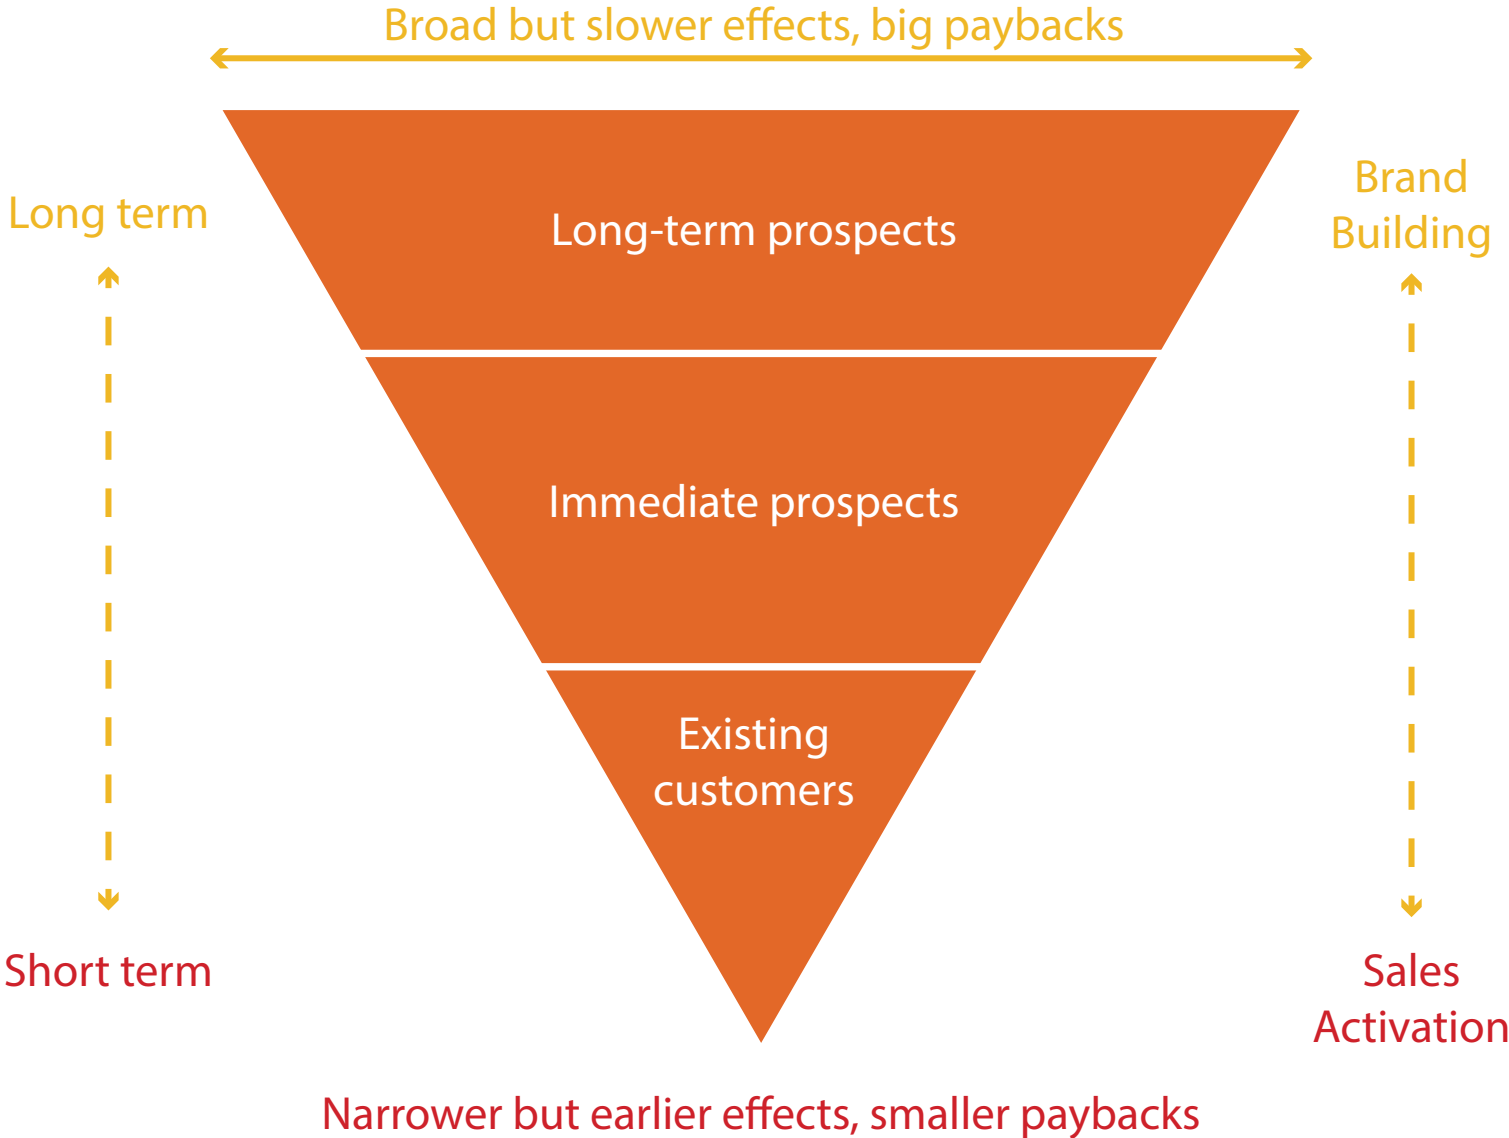 Broad but slower effects, big paybacks
Long term
Long-term prospects
Brand
Building
Immediate prospects
Existing
customers
Short term
Sales
Activation
Narrower but earlier effects, smaller paybacks